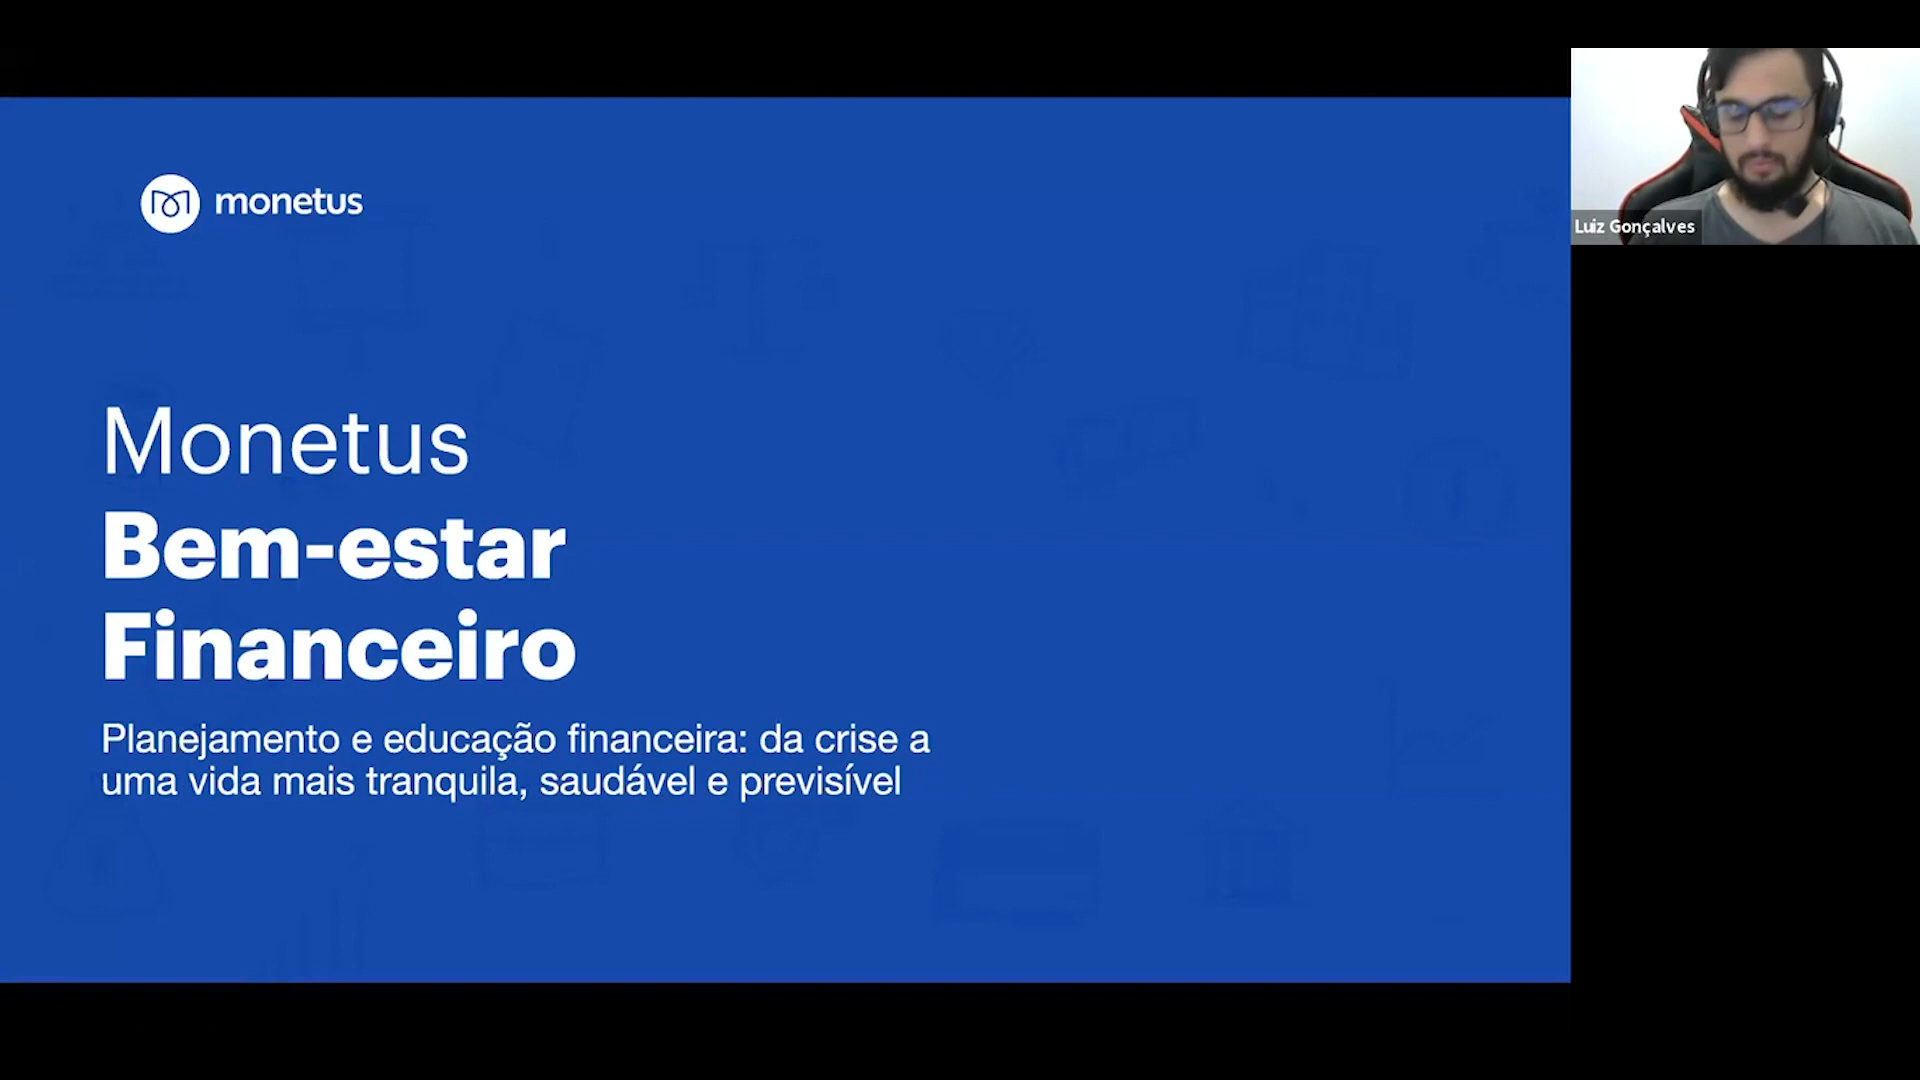 monetus
Monetus
Bem-estar
Financeiro
Planejamento e educação financeira: da crise a
uma vida mais tranquila, saudável e previsível
Luiz Gonçalves